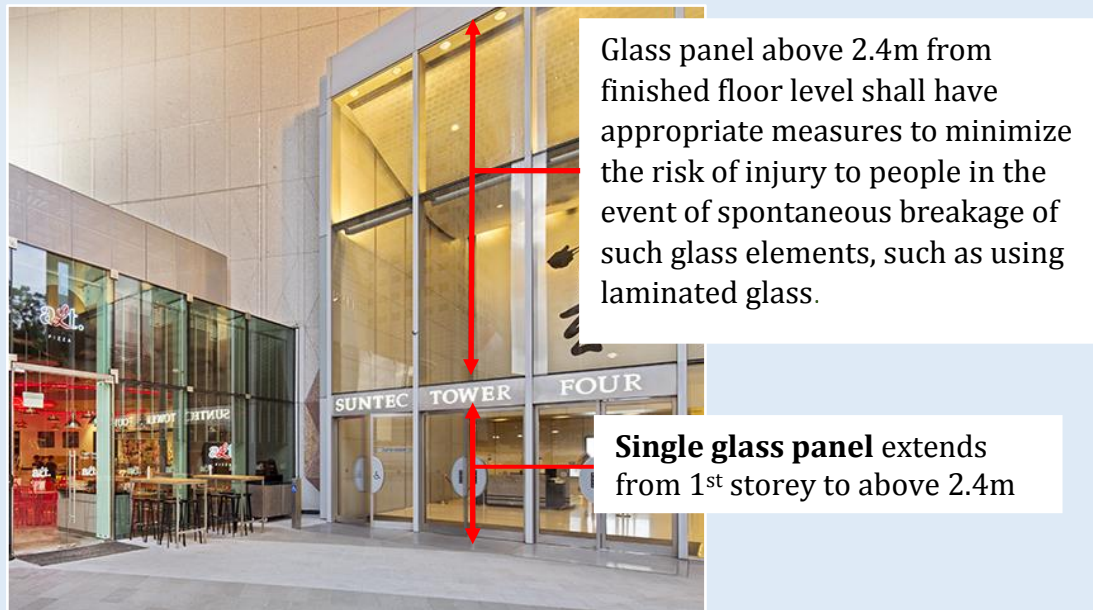 Glass panel above 2.4m from
finished floor level shall have
appropriate measures to minimize
the risk of injury to people in the
event of spontaneous breakage of
such glass elements, such as using
laminated glass.
SUNTEC TOWER FOUR
PIZZA
Single glass panel extends
from 1st storey to above 2.4m